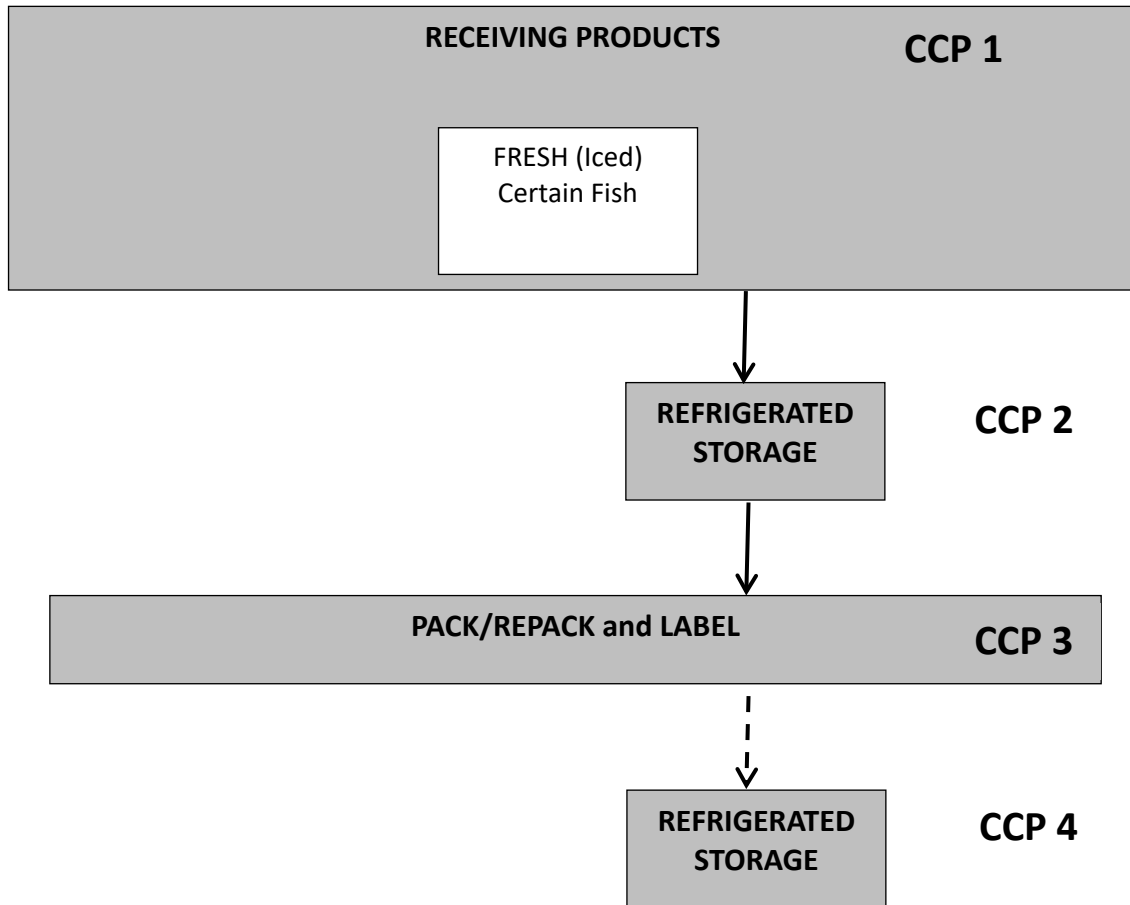 RECEIVING PRODUCTS
CCP 1
FRESH (Iced)
Certain Fish
REFRIGERATED
STORAGE
CCP 2
PACK/REPACK and LABEL
CCP 3
REFRIGERATED
STORAGE
CCP 4